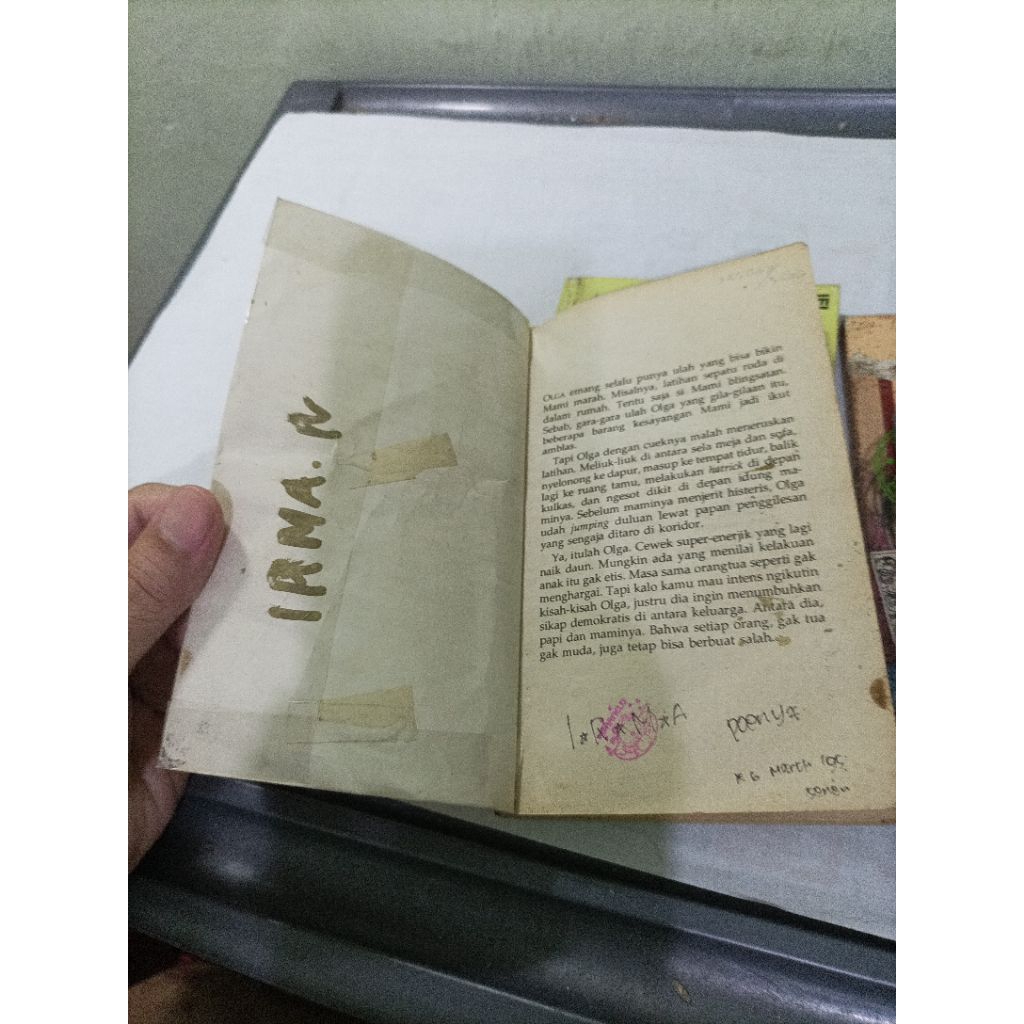 IRMA. N
OLGA emang selalu punya ulah yang bisa bikin
Mami marah. Misalnya, latihan sepatu roda di
dalam rumah. Tentu saja si Mami blingsatan.
Sebab, gara-gara ulah Olga yang gila-gilaan itu,
beberapa barang kesayangan Mami jadi ikut
amblas.
Tapi Olga dengan cueknya malah meneruskan
latihan. Meliuk-liuk di antara sela meja dan sofa,
nyelonong ke dapur, masup ke tempat tidur, balik
lagi ke ruang tamu, melakukan hatrick di depan
kulkas, dan ngesot dikit di depan idung ma-
minya. Sebelum maminya menjerit histeris, Olga
udah jumping duluan lewat papan penggilesan
yang sengaja ditaro di koridor.
Ya, itulah Olga. Cewek super-enerjik yang lagi
naik daun. Mungkin ada yang menilai kelakuan
anak itu gak etis. Masa sama orangtua seperti gak
menghargai. Tapi kalo kamu mau intens ngikutin
kisah-kisah Olga, justru dia ingin menumbuhkan
sikap demokratis di antara keluarga. Antara dia,
papi dan maminya. Bahwa setiap orang, gak tua
gak muda, juga tetap bisa berbuat salah.
I*R*M*A poenya
6 March '05